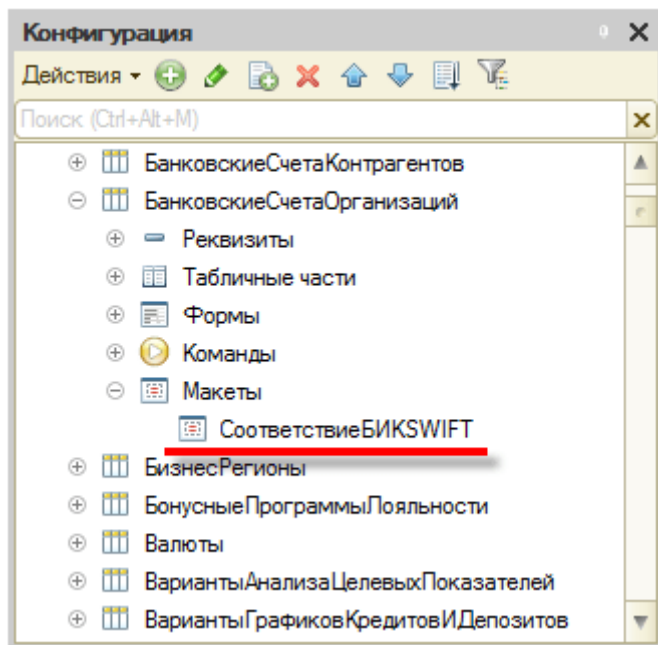 Конфигурация
Действия
Поиск (Ctrl+Alt+M)
БанковскиеСчетаКонтрагентов
БанковскиеСчетаОрганизаций
Реквизиты
Табличные части
Формы
Команды
Макеты
СоответствиеБИКSWIFT
БизнесРегионы
БонусныеПрограммыЛояльности
Валюты
ВариантыАнализаЦелевыхПоказателей
ВариантыГрафиковКредитовИДепозитов